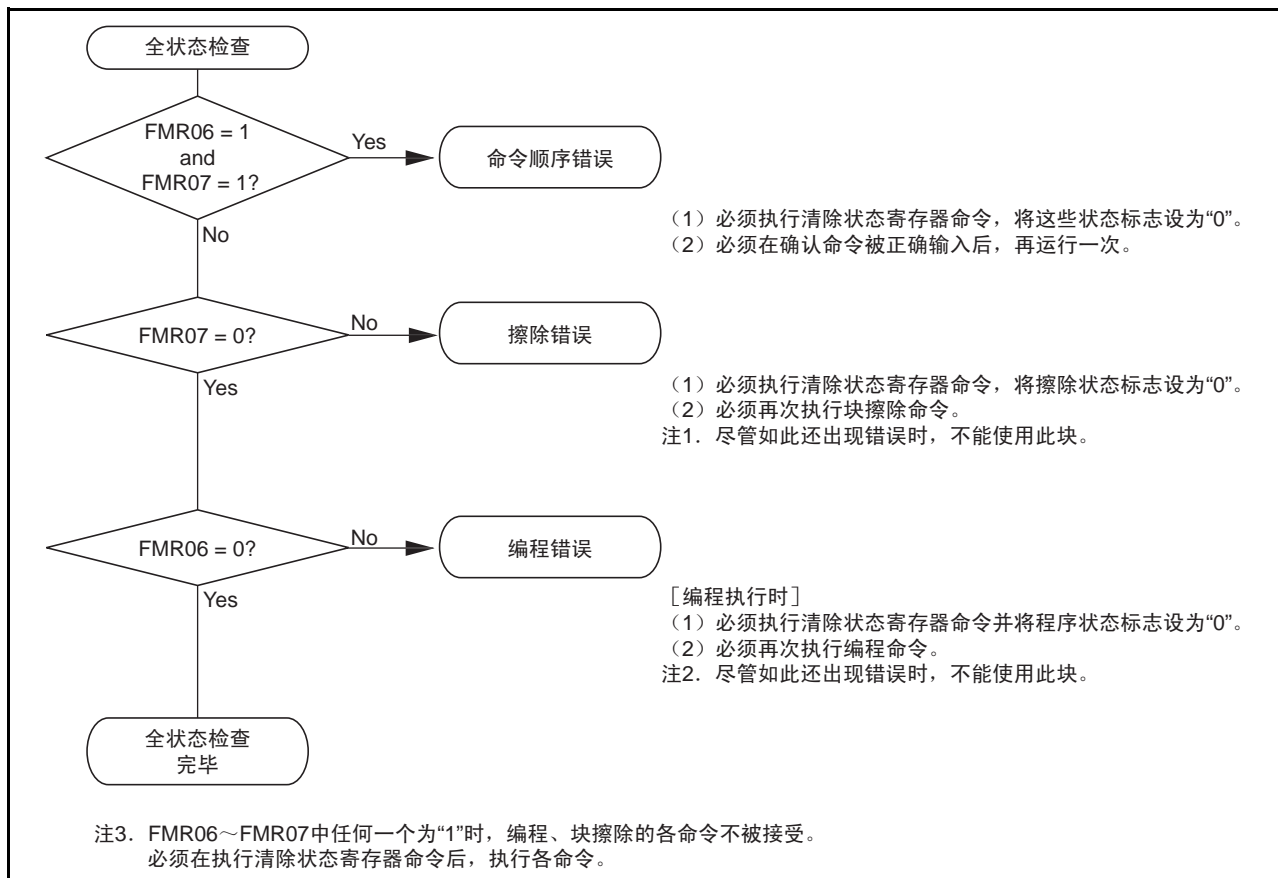 全状态检查
FMR06 = 1
and
FMR07 = 1?
Yes
命令顺序错误
(1)必须执行清除状态寄存器命令，将这些状态标志设为“0”。
(2)必须在确认命令被正确输入后，再运行一次。
No
FMR07 = 0?
No
擦除错误
(1)必须执行清除状态寄存器命令，将擦除状态标志设为“0”。
(2)必须再次执行块擦除命令。
注1. 尽管如此还出现错误时，不能使用此块。
Yes
FMR06 = 0?
No
编程错误
［编程执行时］
(1)必须执行清除状态寄存器命令并将程序状态标志设为“0”。
(2)必须再次执行编程命令。
注2. 尽管如此还出现错误时，不能使用此块。
Yes
全状态检查
完毕
注3. FMR06～FMR07中任何一个为“1”时，编程、块擦除的各命令不被接受。
必须在执行清除状态寄存器命令后，执行各命令。